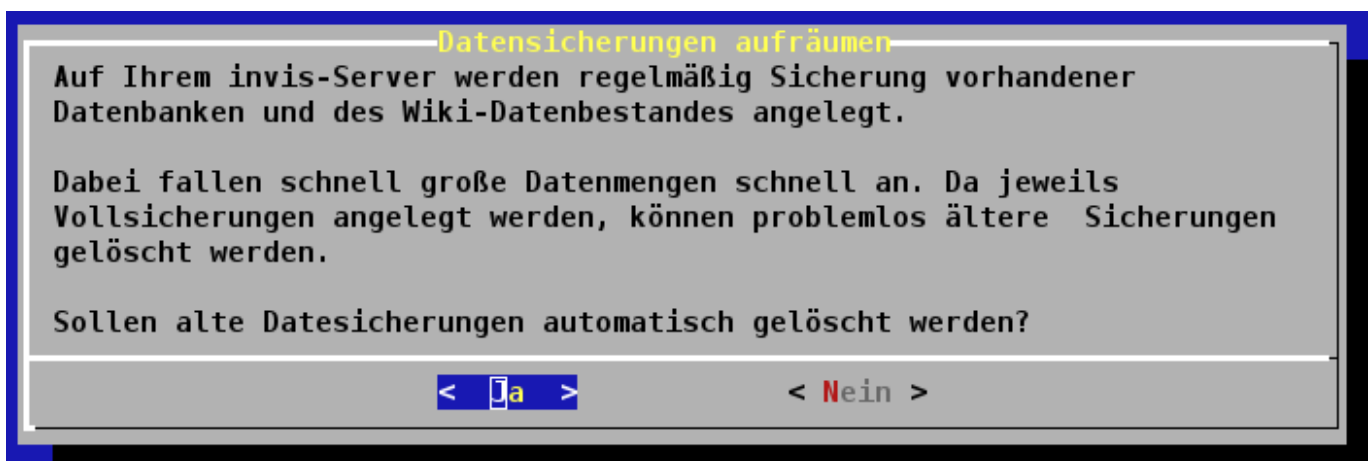 Datensicherungen aufräumen
Auf Ihrem invis-Server werden regelmäßig Sicherung vorhandener
Datenbanken und des Wiki-Datenbestandes angelegt.
Dabei fallen schnell große Datenmengen schnell an. Da jeweils
Vollsicherungen angelegt werden, können problemlos ältere  Sicherungen
gelöscht werden.
Sollen alte Datesicherungen automatisch gelöscht werden?
<  Ja  > < Nein >